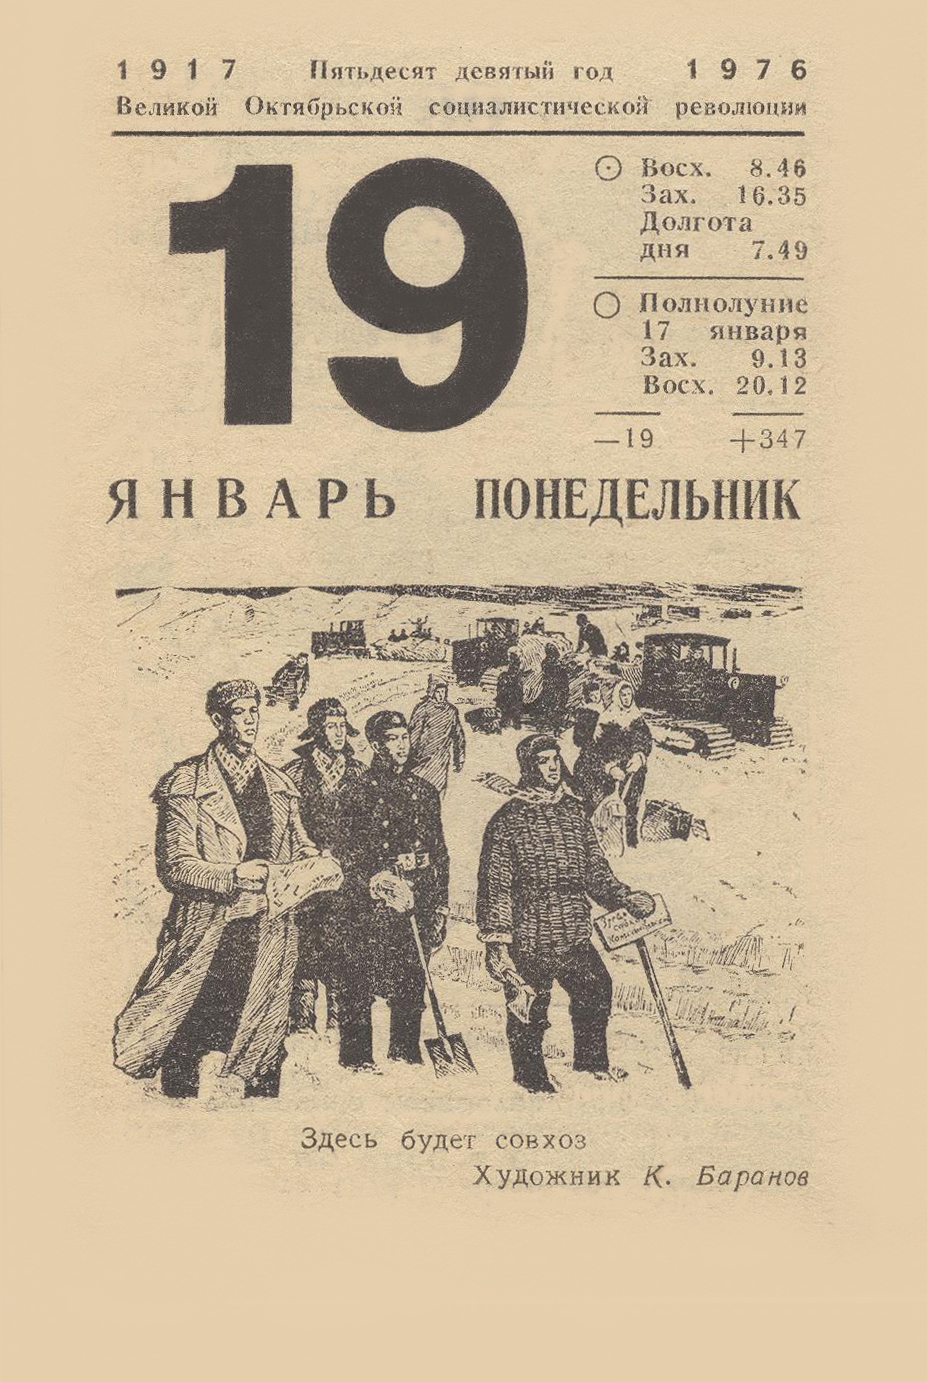 1917 Пятьдесят девятый год 1976
Великой Октябрьской социалистической революции
19
Восх. 8.46
Зах. 16.35
Долгота
дня 7.49
Полнолуние
17 января
Зах. 9.13
Восх. 20.12
—19 +347
ЯНВАРЬ ПОНЕДЕЛЬНИК
Здесь будет совхоз
Художник К. Баранов